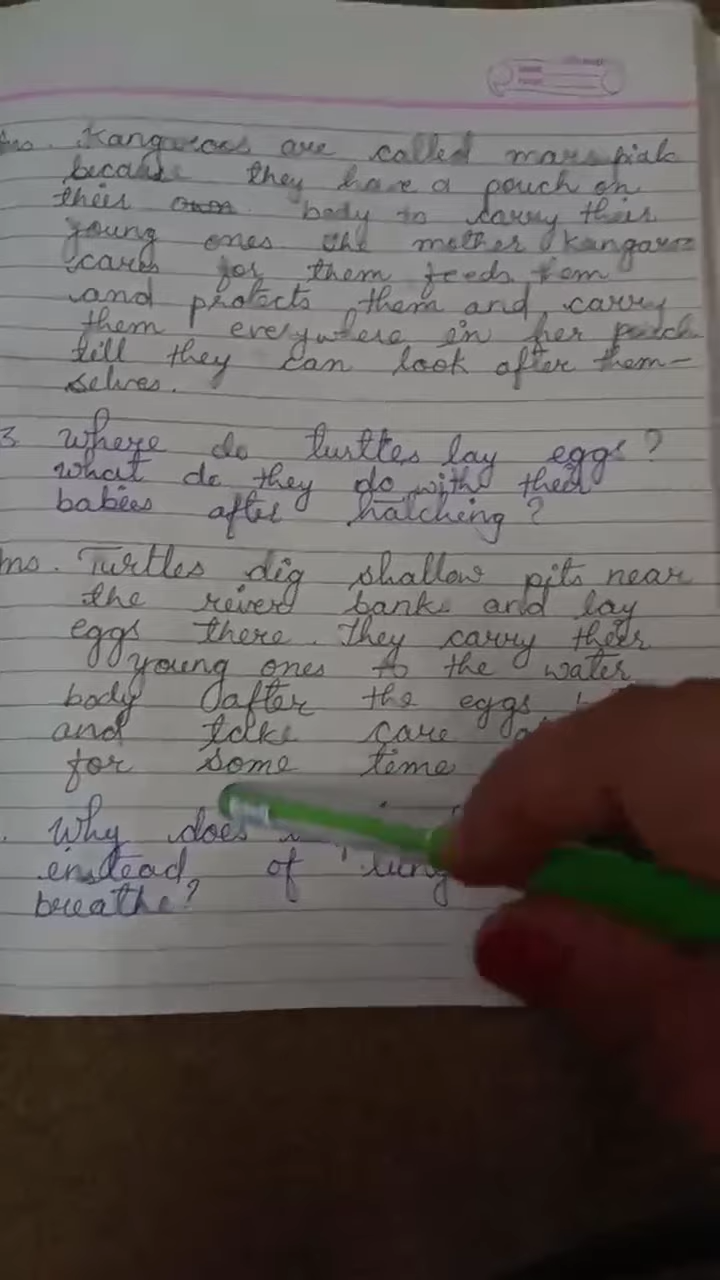 Ans. Kangaroos are called marsupials
because they have a pouch on
their body to carry their
young ones the mother kangaroo
cares for them feeds them
and protects them and carry
them everywhere in her pouch
till they can look after them-
selves.
3 Where do turtles lay eggs?
what do they do with their
babies after hatching?
Ans. Turtles dig shallow pits near
the river bank and lay
eggs there. They carry their
young ones to the water
body after the eggs
and take care
for some time
Why does
instead of lung
breathe?